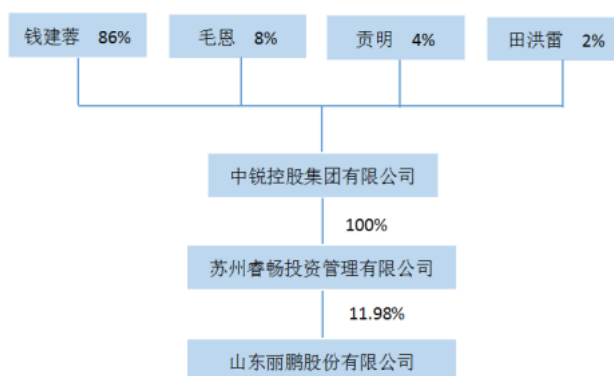 钱建蓉 86%
毛恩 8%
贡明 4%
田洪雷 2%
中锐控股集团有限公司
100%
苏州睿畅投资管理有限公司
11.98%
山东丽鹏股份有限公司